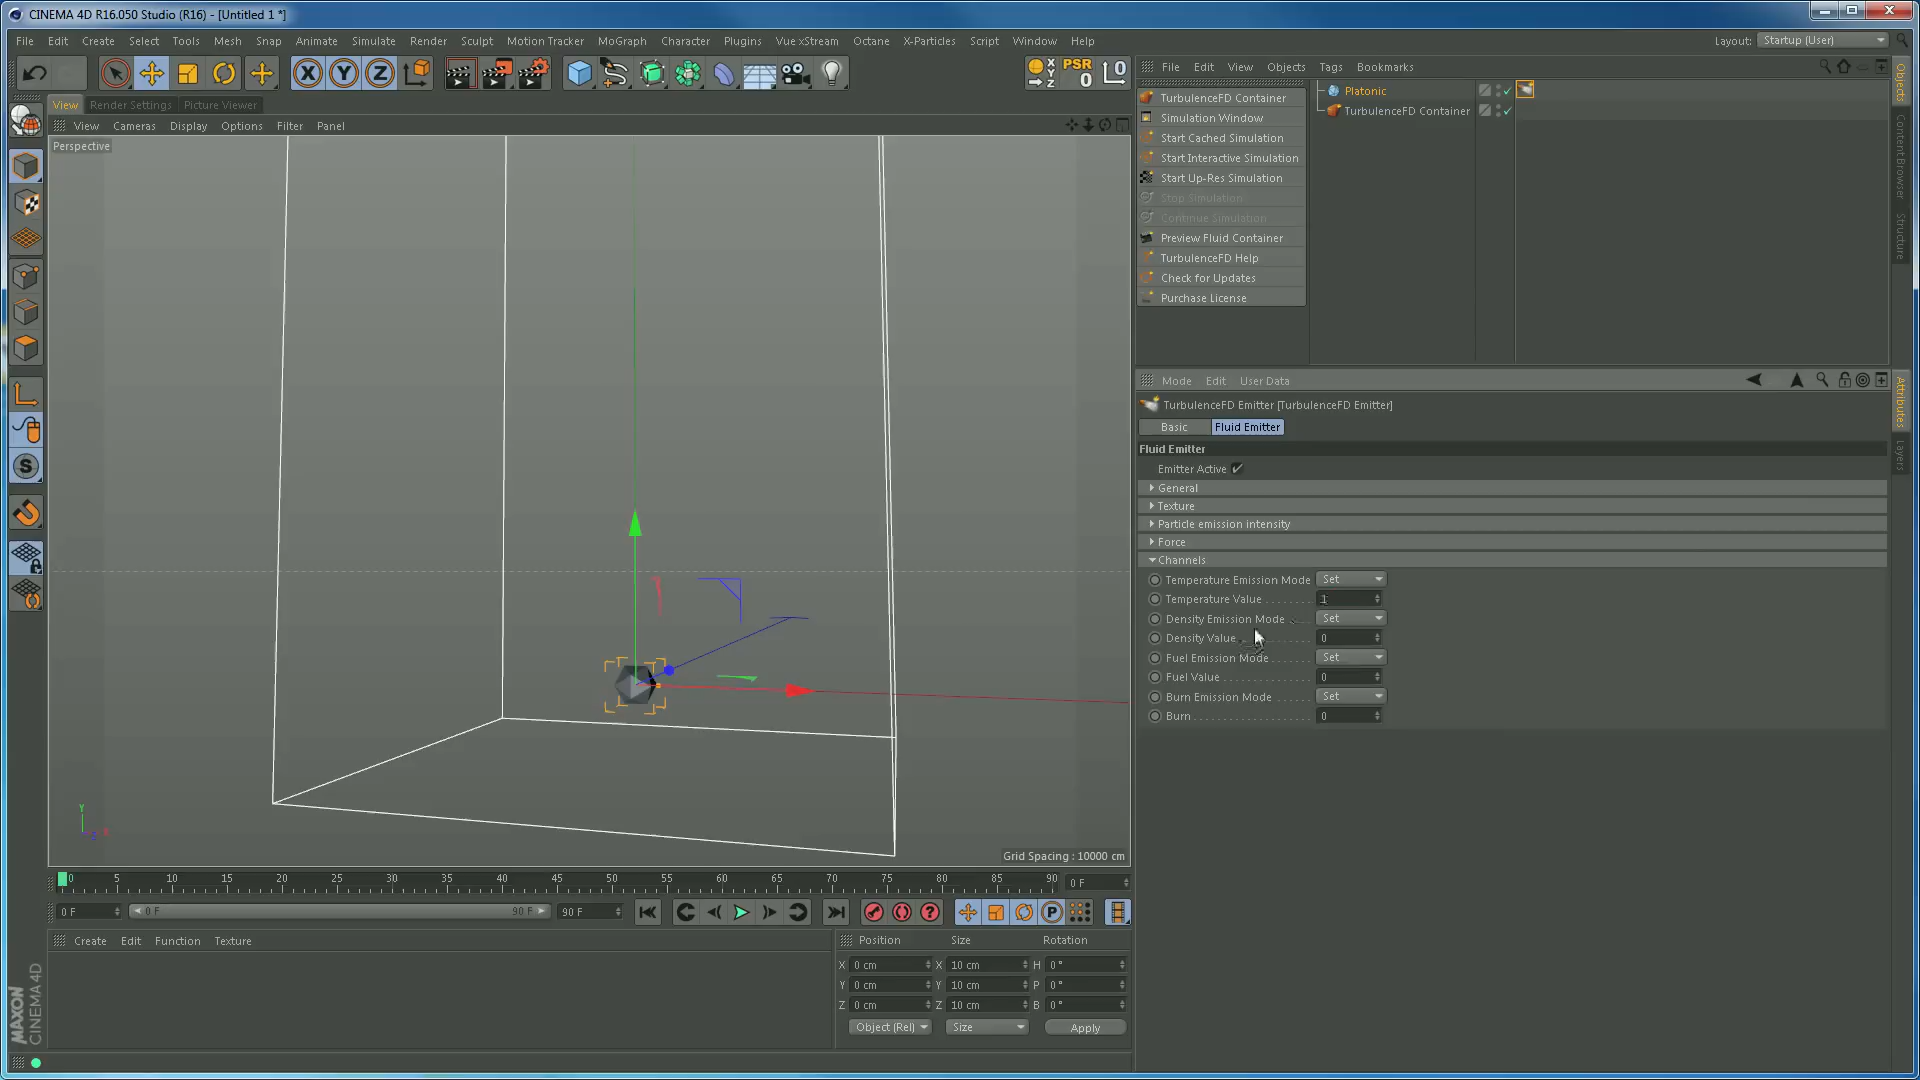 CINEMA 4D R16.050 Studio (R16) - [Untitled 1 *]
File Edit Create Select Tools Mesh Snap Animate Simulate Render Sculpt Motion Tracker MoGraph Character Plugins Vue xStream Octane X-Particles Script Window Help
Layout: Startup (User)
PSR
0
View Render Settings Picture Viewer
View Cameras Display Options Filter Panel
Perspective
Grid Spacing : 10000 cm
File Edit View Objects Tags Bookmarks
TurbulenceFD Container
Simulation Window
Start Cached Simulation
Start Interactive Simulation
Start Up-Res Simulation
Stop Simulation
Continue Simulation
Preview Fluid Container
TurbulenceFD Help
Check for Updates
Purchase License
Platonic
TurbulenceFD Container
Objects
Content Browser
Structure
Mode Edit User Data
TurbulenceFD Emitter [TurbulenceFD Emitter]
Basic Fluid Emitter
Fluid Emitter
Emitter Active
General
Texture
Particle emission intensity
Force
Channels
Temperature Emission Mode Set
Temperature Value 1
Density Emission Mode Set
Density Value 0
Fuel Emission Mode Set
Fuel Value 0
Burn Emission Mode Set
Burn 0
Attributes
Layers
0 5 10 15 20 25 30 35 40 45 50 55 60 65 70 75 80 85 90 0 F
0 F 0 F 90 F 90 F
Create Edit Function Texture
Position Size Rotation
X 0 cm X 10 cm H 0 °
Y 0 cm Y 10 cm P 0 °
Z 0 cm Z 10 cm B 0 °
Object (Rel) Size Apply
MAXON
CINEMA 4D